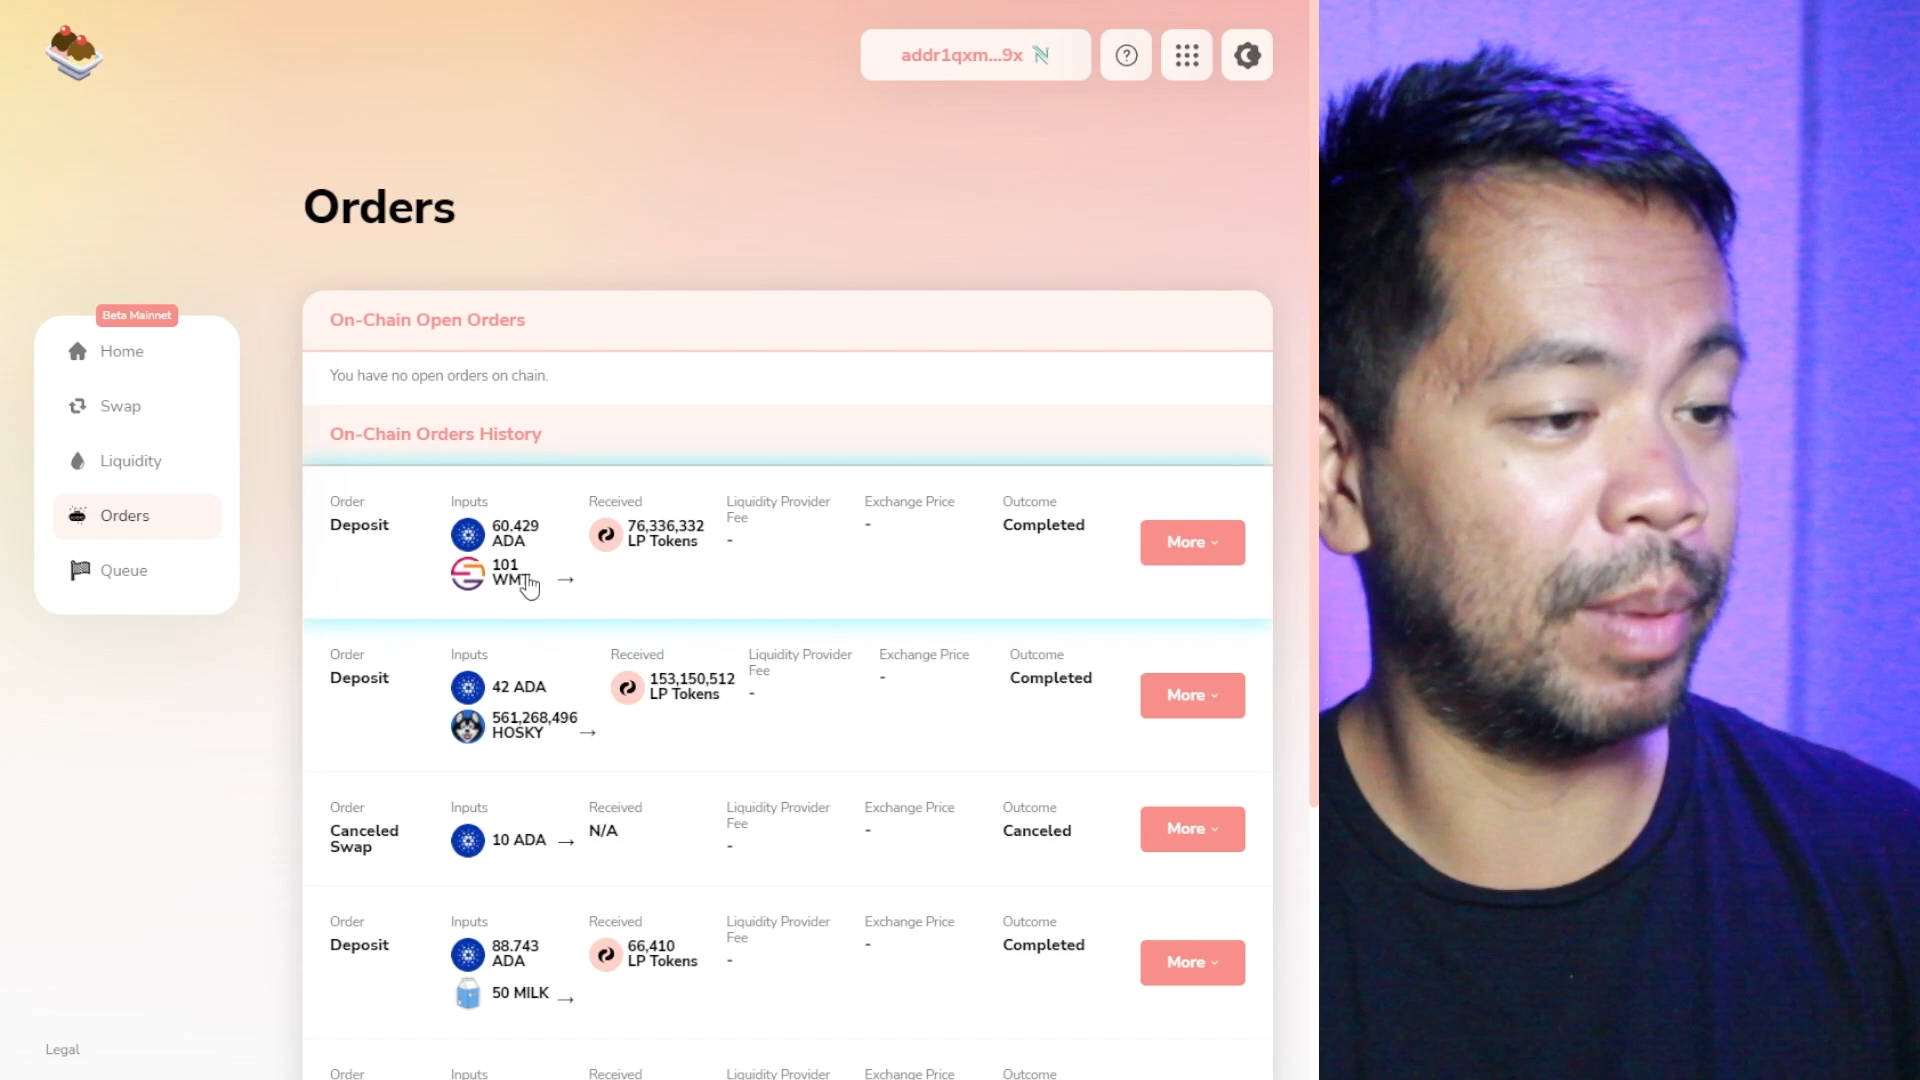 addr1qxm...9x
Orders
Beta Mainnet
Home
Swap
Liquidity
Orders
Queue
Legal
On-Chain Open Orders
You have no open orders on chain.
On-Chain Orders History
Order
Deposit
Inputs
60.429
ADA
101
WMT
→
Received
76,336,332
LP Tokens
Liquidity Provider
Fee
-
Exchange Price
-
Outcome
Completed
More
Order
Deposit
Inputs
42 ADA
561,268,496
HOSKY
→
Received
153,150,512
LP Tokens
Liquidity Provider
Fee
-
Exchange Price
-
Outcome
Completed
More
Order
Canceled
Swap
Inputs
10 ADA →
Received
N/A
Liquidity Provider
Fee
-
Exchange Price
-
Outcome
Canceled
More
Order
Deposit
Inputs
88.743
ADA
50 MILK →
Received
66,410
LP Tokens
Liquidity Provider
Fee
-
Exchange Price
-
Outcome
Completed
More
Order
Inputs
Received
Liquidity Provider
Exchange Price
Outcome